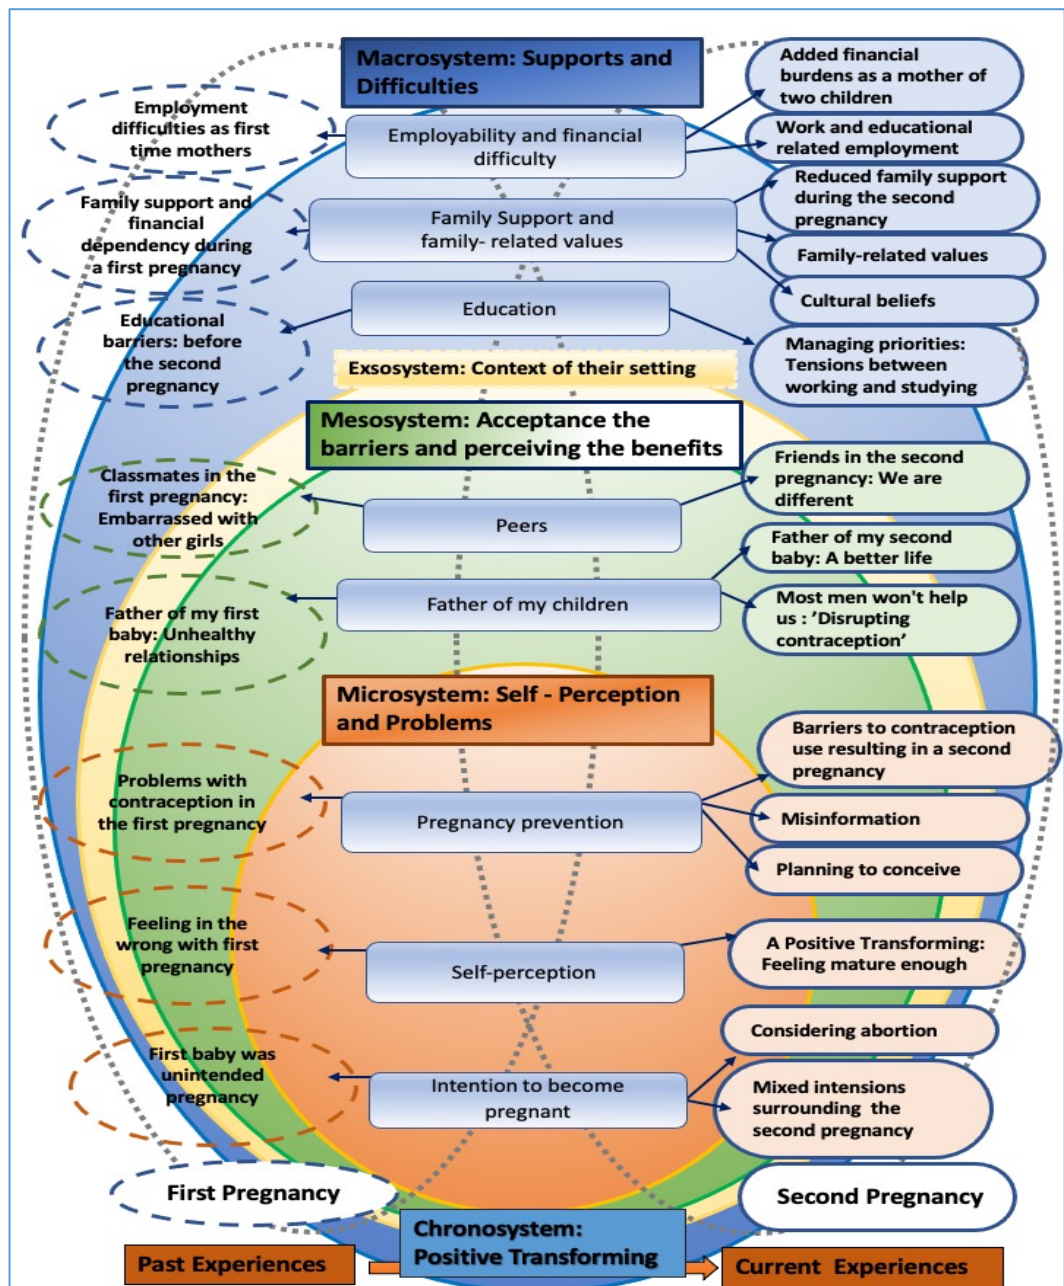 Macrosystem: Supports and
Difficulties
Employment
difficulties as first
time mothers
Employability and financial
difficulty
Added financial
burdens as a mother of
two children
Work and educational
related employment
Family support and
financial
dependency during
a first pregnancy
Family Support and
family- related values
Reduced family support
during the second
pregnancy
Family-related values
Cultural beliefs
Educational
barriers: before
the second
pregnancy
Education
Managing priorities:
Tensions between
working and studying
Exsosystem: Context of their setting
Mesosystem: Acceptance the
barriers and perceiving the benefits
Classmates in the
first pregnancy:
Embarrassed with
other girls
Peers
Friends in the second
pregnancy: We are
different
Father of my first
baby: Unhealthy
relationships
Father of my children
Father of my second
baby: A better life
Most men won't help
us : ’Disrupting
contraception’
Microsystem: Self - Perception
and Problems
Problems with
contraception in
the first pregnancy
Pregnancy prevention
Barriers to contraception
use resulting in a second
pregnancy
Misinformation
Planning to conceive
Feeling in the
wrong with first
pregnancy
Self-perception
A Positive Transforming:
Feeling mature enough
First baby was
unintended
pregnancy
Intention to become
pregnant
Considering abortion
Mixed intensions
surrounding the
second pregnancy
First Pregnancy
Second Pregnancy
Chronosystem:
Positive Transforming
Past Experiences
Current Experiences